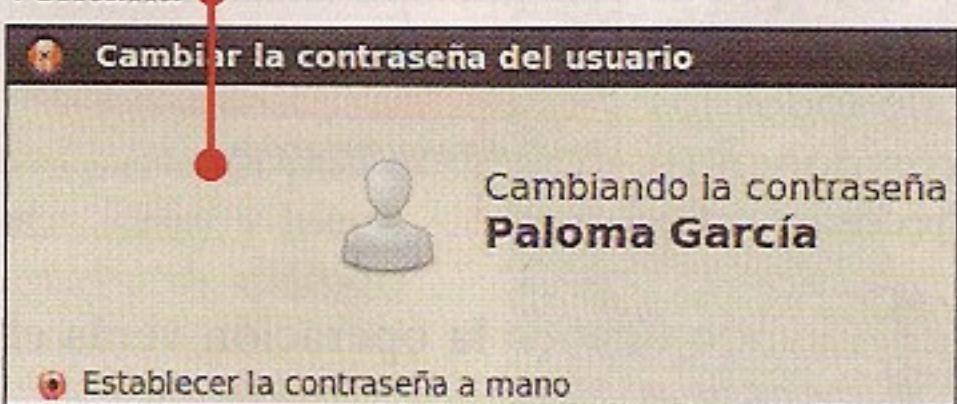 Cambiar la contraseña del usuario
Cambiando la contraseña
Paloma García
Establecer la contraseña a mano